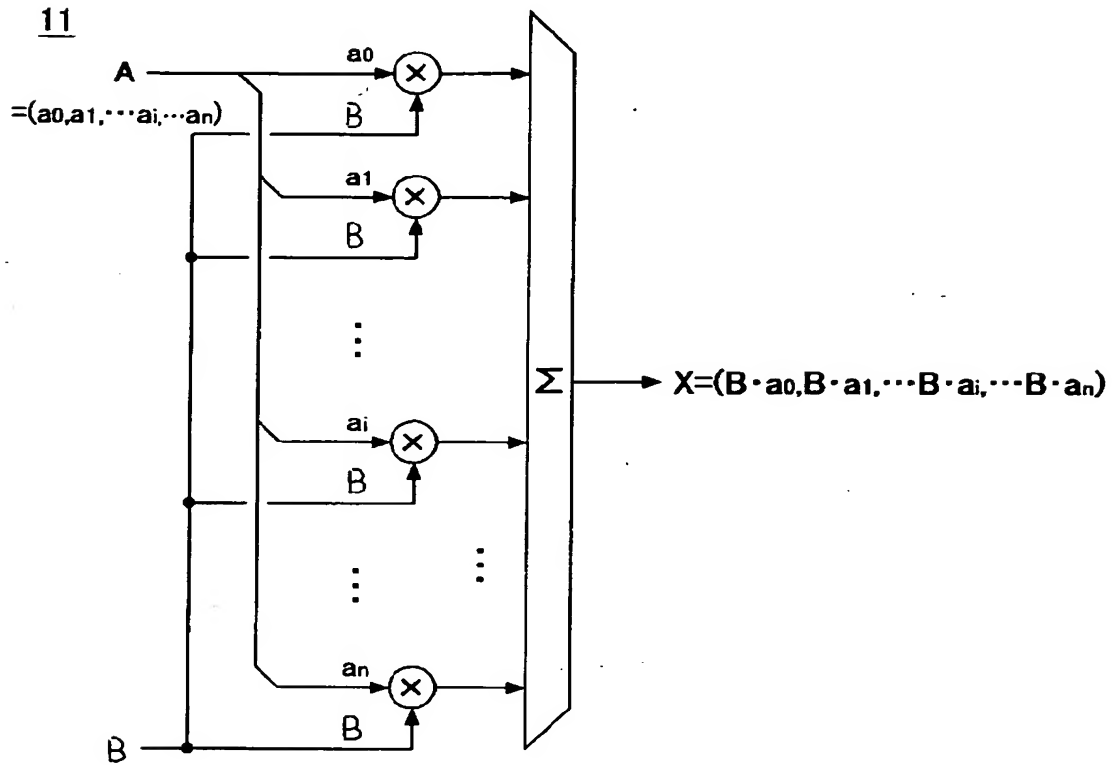 11
a0
A
=(a0,a1,⋯ai,⋯an)
×
B
a1
×
B
⋯
Σ
X=(B・a0,B・a1,⋯B・ai,⋯B・an)
ai
×
B
⋯
⋯
an
×
B
B